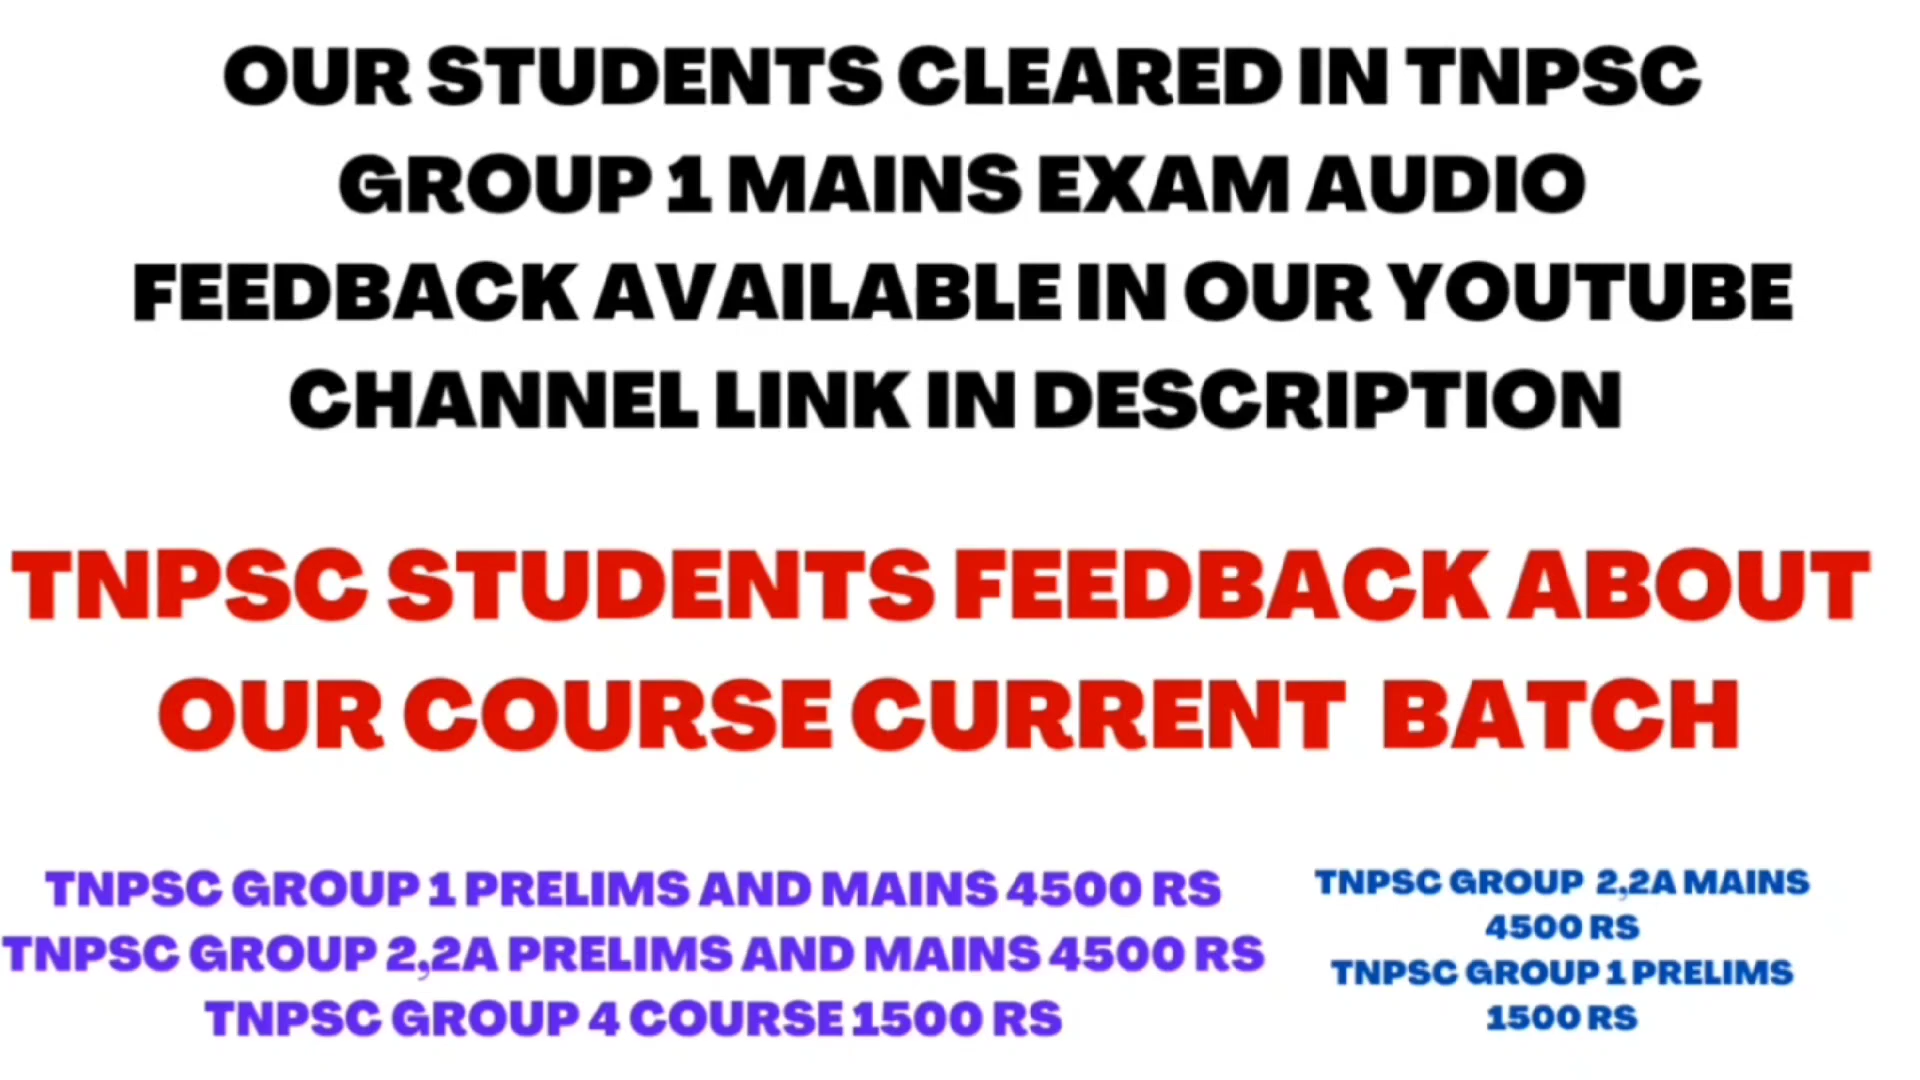 OUR STUDENTS CLEARED IN TNPSC
GROUP 1 MAINS EXAM AUDIO
FEEDBACK AVAILABLE IN OUR YOUTUBE
CHANNEL LINK IN DESCRIPTION
TNPSC STUDENTS FEEDBACK ABOUT
OUR COURSE CURRENT BATCH
TNPSC GROUP 1 PRELIMS AND MAINS 4500 RS
TNPSC GROUP 2,2A PRELIMS AND MAINS 4500 RS
TNPSC GROUP 4 COURSE 1500 RS
TNPSC GROUP 2,2A MAINS
4500 RS
TNPSC GROUP 1 PRELIMS
1500 RS